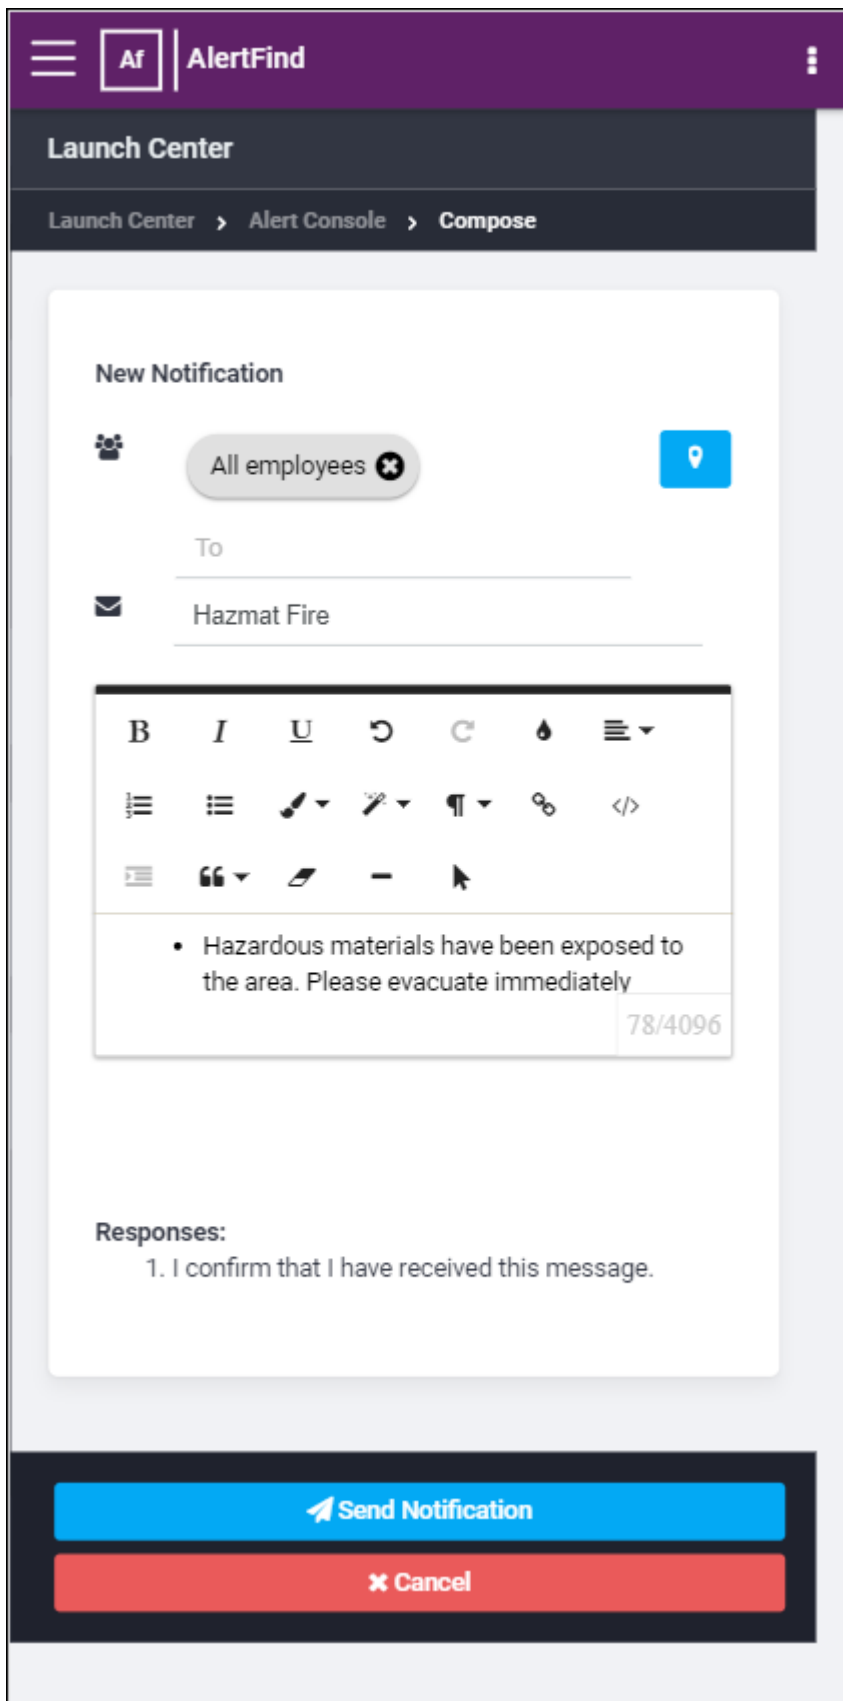 Af AlertFind
Launch Center
Launch Center > Alert Console > Compose
New Notification
All employees
To
Hazmat Fire
B I U
</>
• Hazardous materials have been exposed to
the area. Please evacuate immediately
78/4096
Responses:
1. I confirm that I have received this message.
Send Notification
Cancel